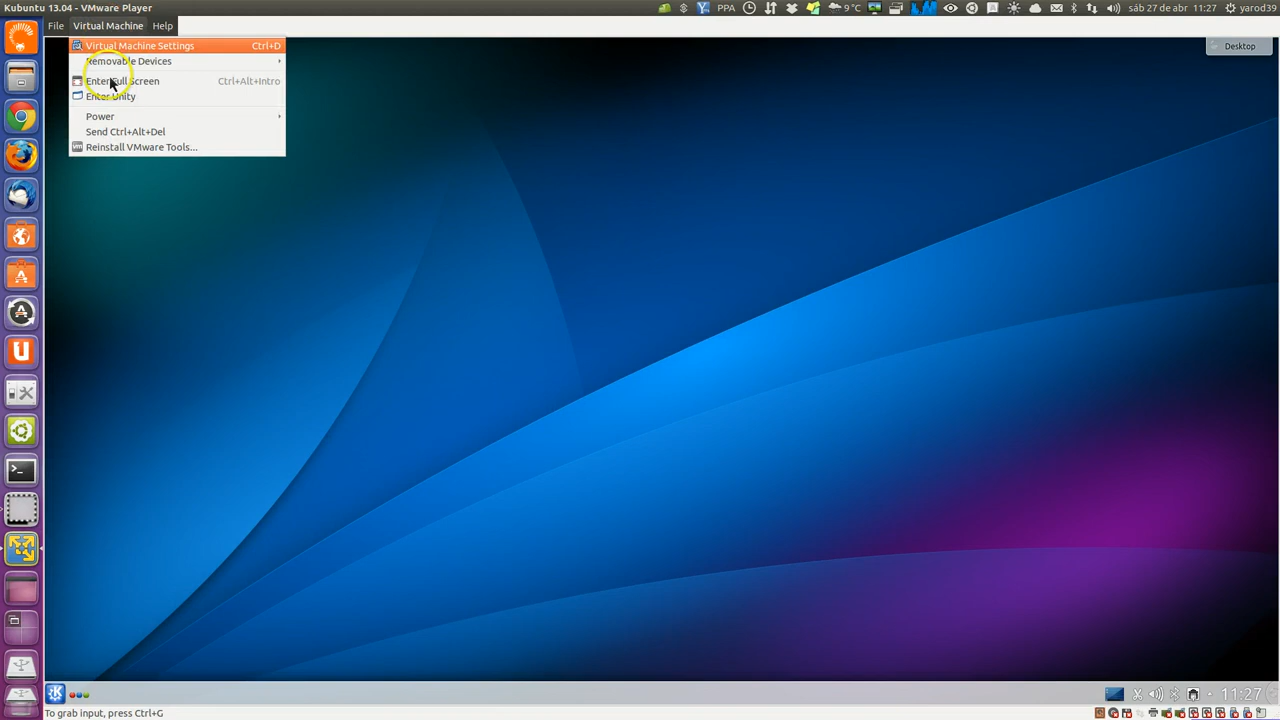 Kubuntu 13.04 - VMware Player
PPA 9°C sáb 27 de abr 11:27 yarod39
File Virtual Machine Help
Virtual Machine Settings Ctrl+D
Removable Devices
Enter Full Screen Ctrl+Alt+Intro
Enter Unity
Power
Send Ctrl+Alt+Del
Reinstall VMware Tools...
Desktop
11:27
To grab input, press Ctrl+G